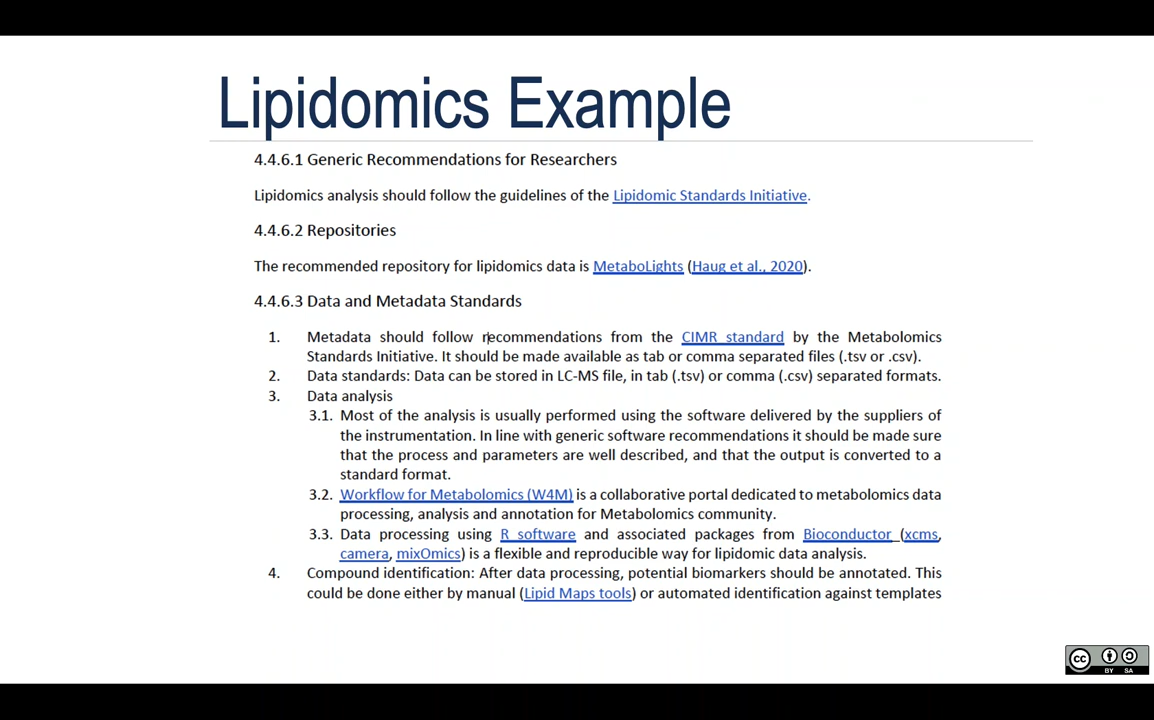 Lipidomics Example
4.4.6.1 Generic Recommendations for Researchers
Lipidomics analysis should follow the guidelines of the Lipidomic Standards Initiative.
4.4.6.2 Repositories
The recommended repository for lipidomics data is MetaboLights (Haug et al., 2020).
4.4.6.3 Data and Metadata Standards
1. Metadata should follow recommendations from the CIMR standard by the Metabolomics
Standards Initiative. It should be made available as tab or comma separated files (.tsv or .csv).
2. Data standards: Data can be stored in LC-MS file, in tab (.tsv) or comma (.csv) separated formats.
3. Data analysis
3.1. Most of the analysis is usually performed using the software delivered by the suppliers of
the instrumentation. In line with generic software recommendations it should be made sure
that the process and parameters are well described, and that the output is converted to a
standard format.
3.2. Workflow for Metabolomics (W4M) is a collaborative portal dedicated to metabolomics data
processing, analysis and annotation for Metabolomics community.
3.3. Data processing using R software and associated packages from Bioconductor (xcms,
camera, mixOmics) is a flexible and reproducible way for lipidomic data analysis.
4. Compound identification: After data processing, potential biomarkers should be annotated. This
could be done either by manual (Lipid Maps tools) or automated identification against templates
cc
BY SA